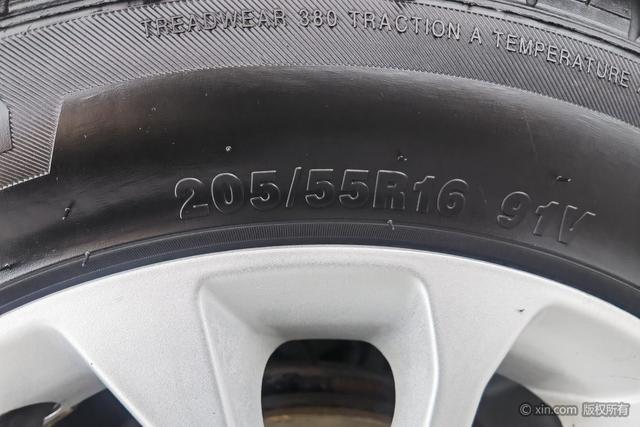 TREADWEAR 380 TRACTION A TEMPERATURE
205/55R16 91V
© xin.com 版权所有